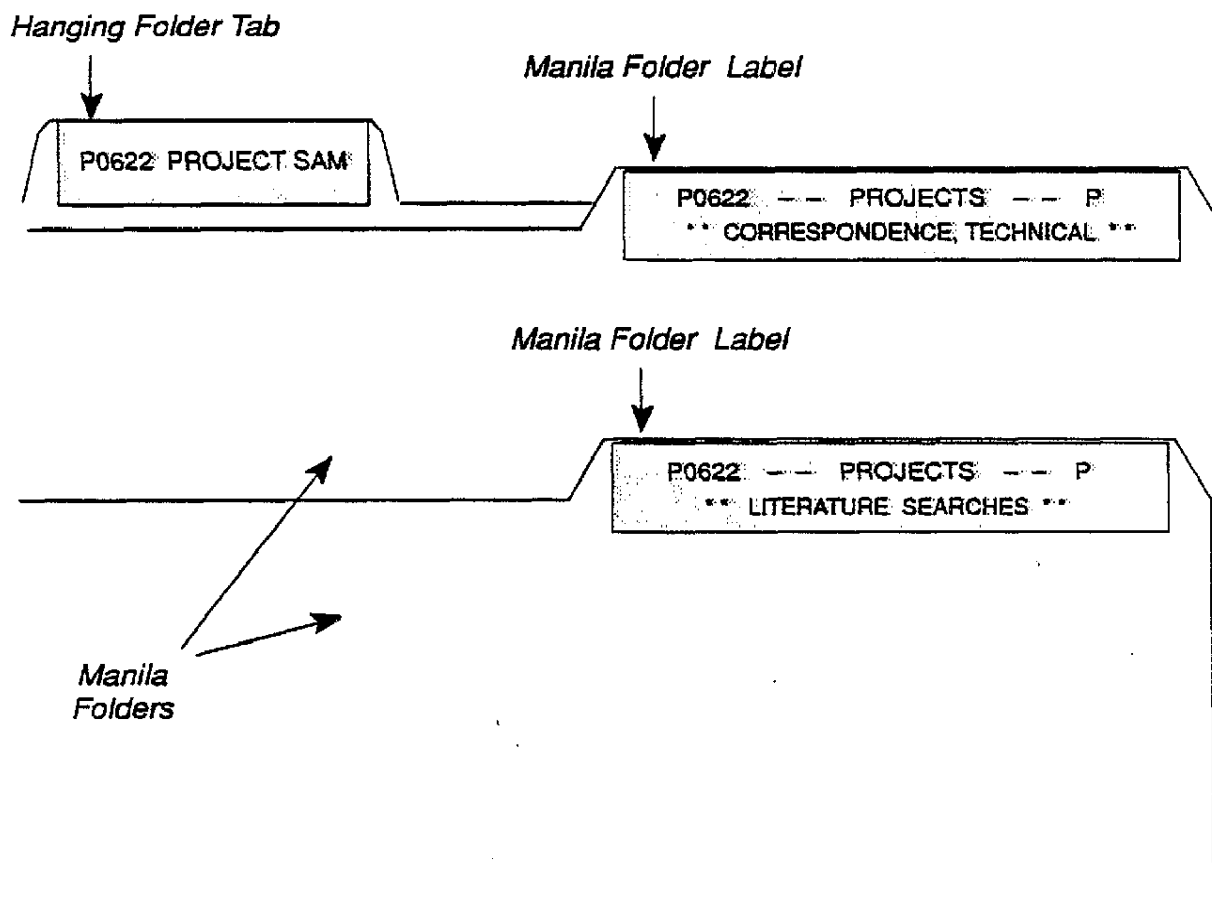 Hanging Folder Tab
Manila Folder Label
P0622 PROJECT SAM
P0622 -- PROJECTS -- P
** CORRESPONDENCE, TECHNICAL **
Manila Folder Label
P0622 -- PROJECTS -- P
** LITERATURE SEARCHES **
Manila
Folders